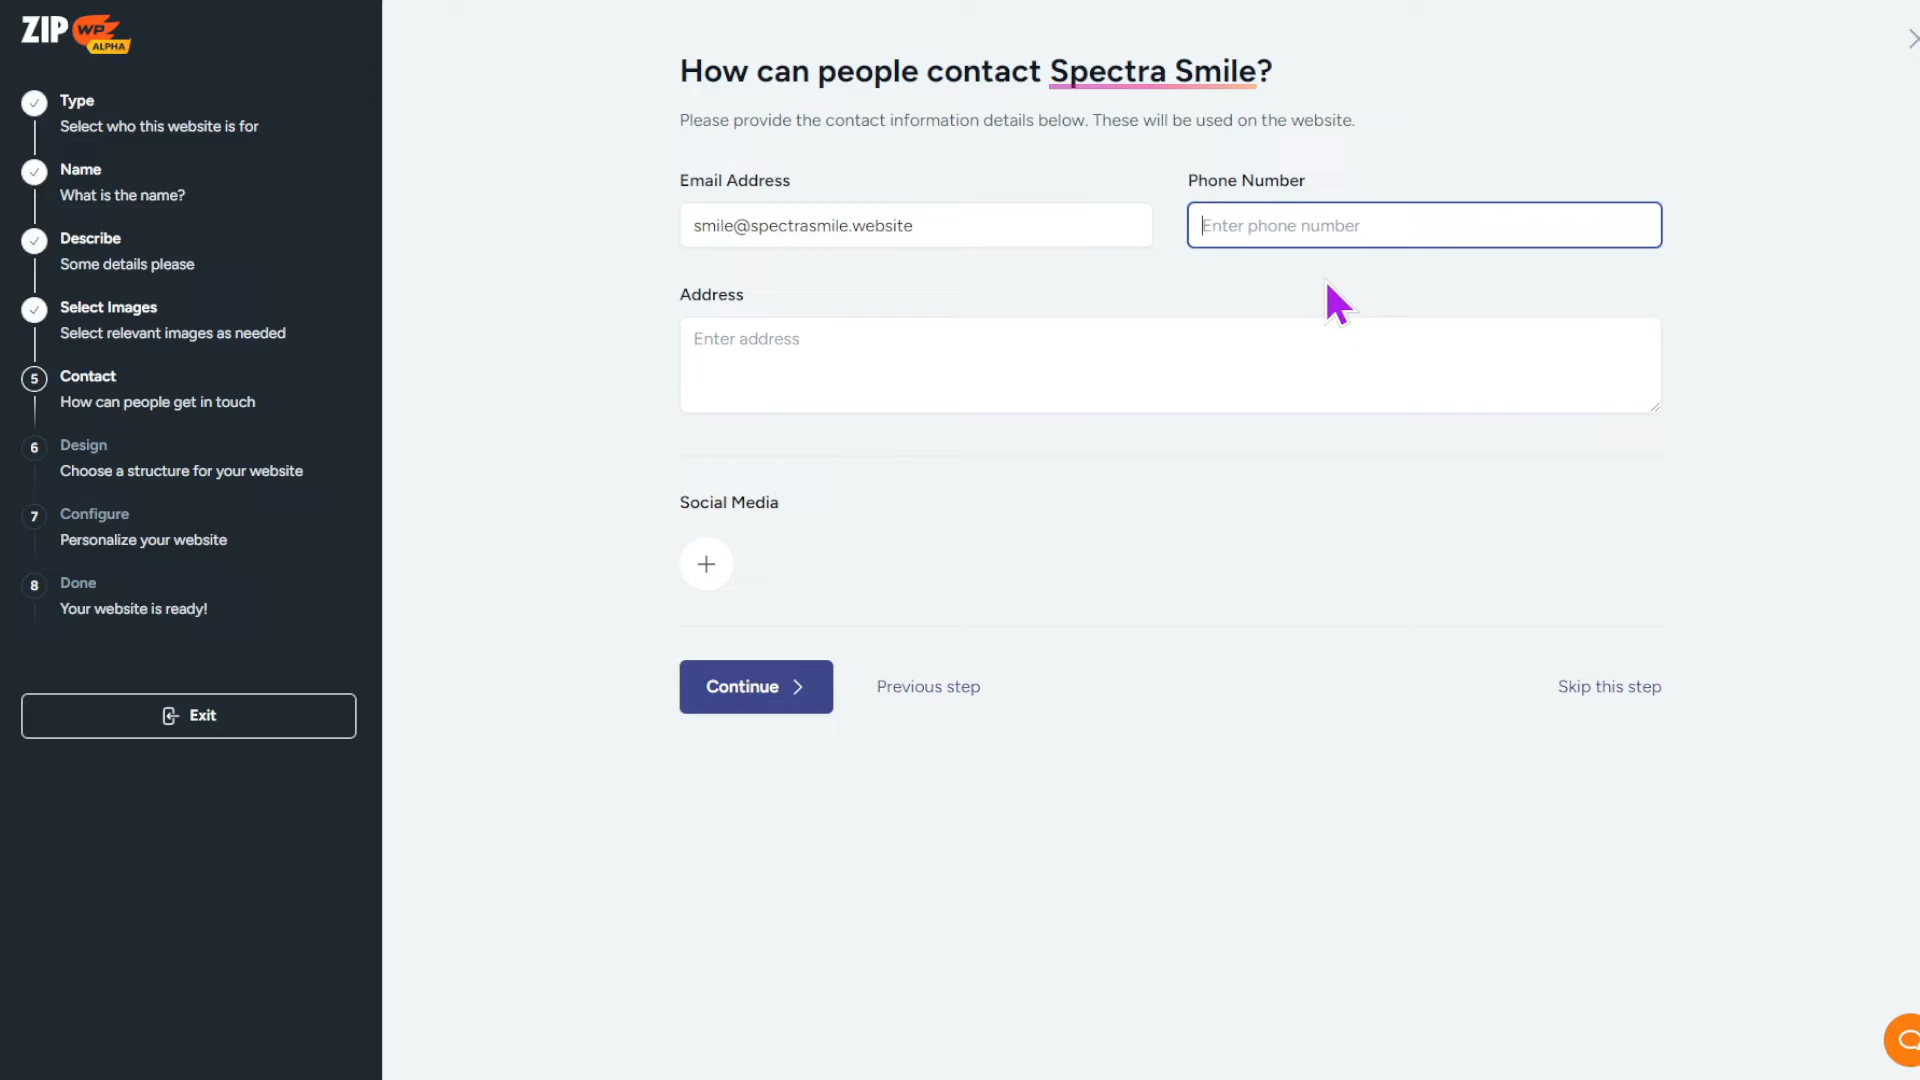 ZIP WP
ALPHA
Type
Select who this website is for
Name
What is the name?
Describe
Some details please
Select Images
Select relevant images as needed
5
Contact
How can people get in touch
6
Design
Choose a structure for your website
7
Configure
Personalize your website
8
Done
Your website is ready!
Exit
How can people contact Spectra Smile?
Please provide the contact information details below. These will be used on the website.
Email Address
Phone Number
smile@spectrasmile.website
Enter phone number
Address
Enter address
Social Media
Continue
Previous step
Skip this step